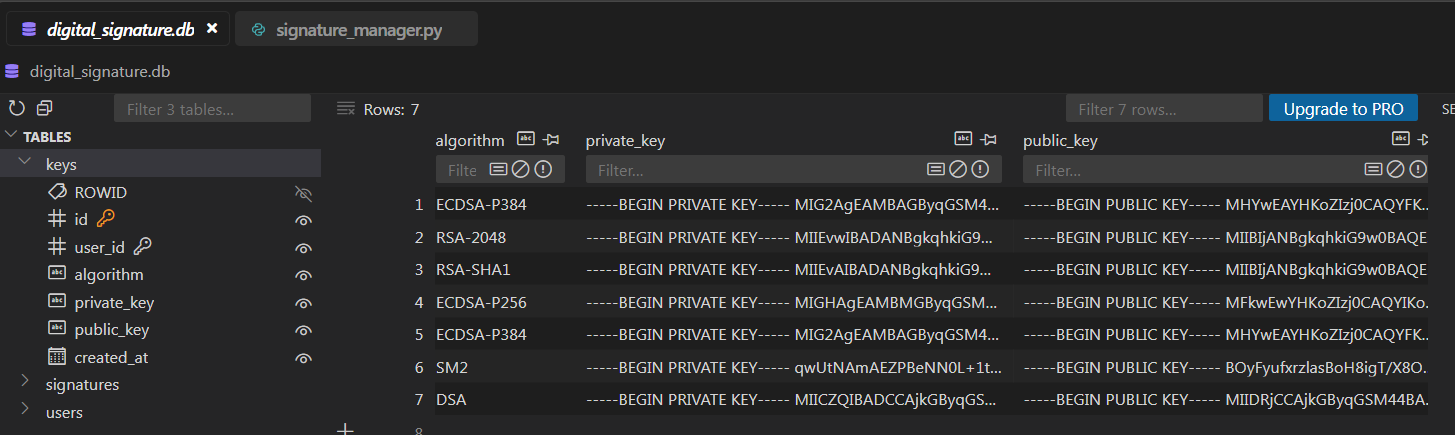 digital_signature.db
signature_manager.py
digital_signature.db
Filter 3 tables...
Rows: 7
Filter 7 rows...
Upgrade to PRO
SE
TABLES
algorithm
private_key
public_key
keys
Filte
Filter...
Filter...
ROWID
id
user_id
algorithm
private_key
public_key
created_at
signatures
users
1 ECDSA-P384 -----BEGIN PRIVATE KEY----- MIG2AgEAMBAGByqGSM4... -----BEGIN PUBLIC KEY----- MHYwEAYHKoZIzj0CAQYFK...
2 RSA-2048 -----BEGIN PRIVATE KEY----- MIIEvwIBADANBgkqhkiG9... -----BEGIN PUBLIC KEY----- MIIBIjANBgkqhkiG9w0BAQE
3 RSA-SHA1 -----BEGIN PRIVATE KEY----- MIIEvAIBADANBgkqhkiG9... -----BEGIN PUBLIC KEY----- MIIBIjANBgkqhkiG9w0BAQE
4 ECDSA-P256 -----BEGIN PRIVATE KEY----- MIGHAgEAMBMGByqGSM... -----BEGIN PUBLIC KEY----- MFkwEwYHKoZIzj0CAQYIKo...
5 ECDSA-P384 -----BEGIN PRIVATE KEY----- MIG2AgEAMBAGByqGSM4... -----BEGIN PUBLIC KEY----- MHYwEAYHKoZIzj0CAQYFK...
6 SM2 -----BEGIN PRIVATE KEY----- qwUtNAmAEZPBeNN0L+1t... -----BEGIN PUBLIC KEY----- BOyFyufxrzlasBoH8igT/X8O...
7 DSA -----BEGIN PRIVATE KEY----- MIICZQIBADCCAjkGByqGS... -----BEGIN PUBLIC KEY----- MIIDRjCCAjkGByqGSM44BA...
8